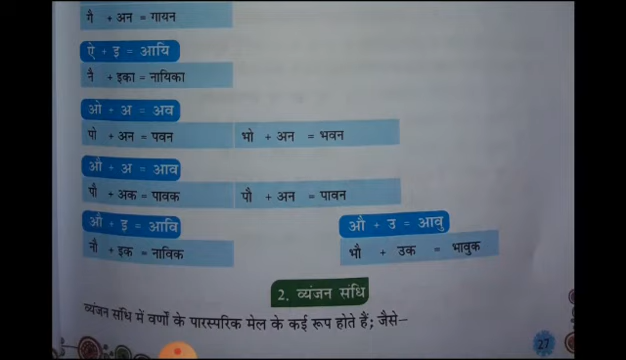 गै + अन = गायन
ऐ + इ = आयि
नै + इका = नायिका
ओ + अ = अव
पो + अन = पवन भो + अन = भवन
औ + अ = आव
पौ + अक = पावक पौ + अन = पावन
औ + इ = आवि औ + उ = आवु
नौ + इक = नाविक भौ + उक = भावुक
2. व्यंजन संधि
व्यंजन संधि में वर्णों के पारस्परिक मेल के कई रूप होते हैं; जैसे–
27